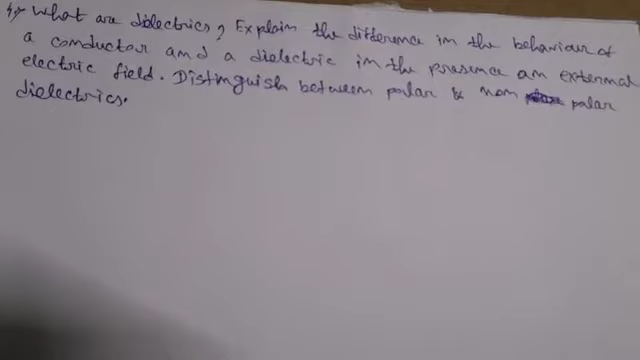 4) What are dielectrics, Explain the difference in the behaviour of
a conductor and a dielectric in the presence an external
electric field. Distinguish between polar & non polar
dielectrics.